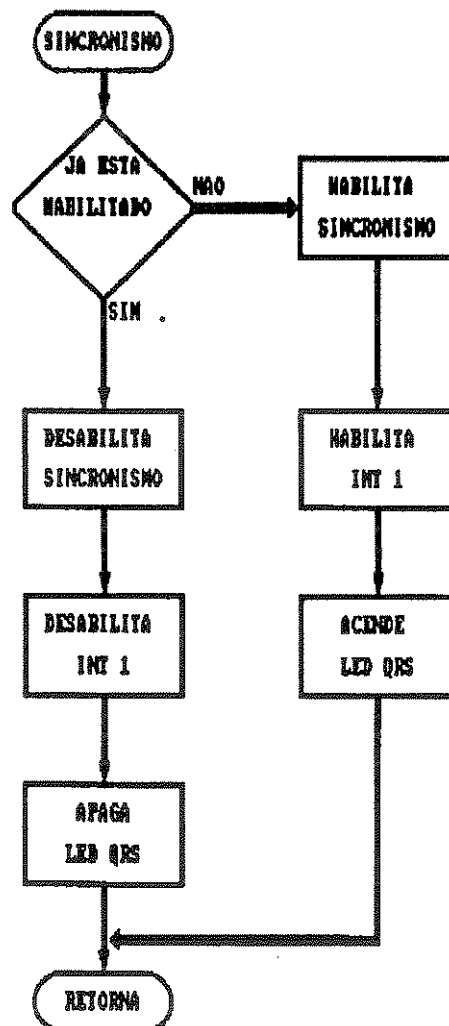 SINCRONISMO
JA ESTA
HABILITADO
NAO
HABILITA
SINCRONISMO
SIM
DESABILITA
SINCRONISMO
HABILITA
INT 1
DESABILITA
INT 1
ACENDE
LED QRS
APAGA
LED QRS
RETORNA